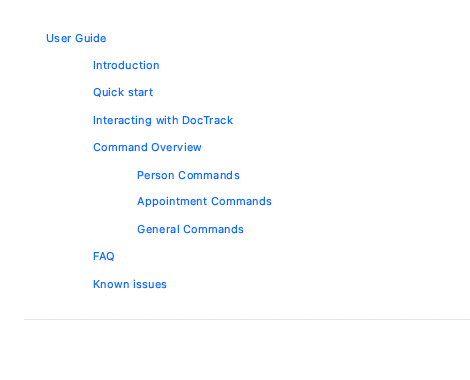 User Guide
Introduction
Quick start
Interacting with DocTrack
Command Overview
Person Commands
Appointment Commands
General Commands
FAQ
Known issues